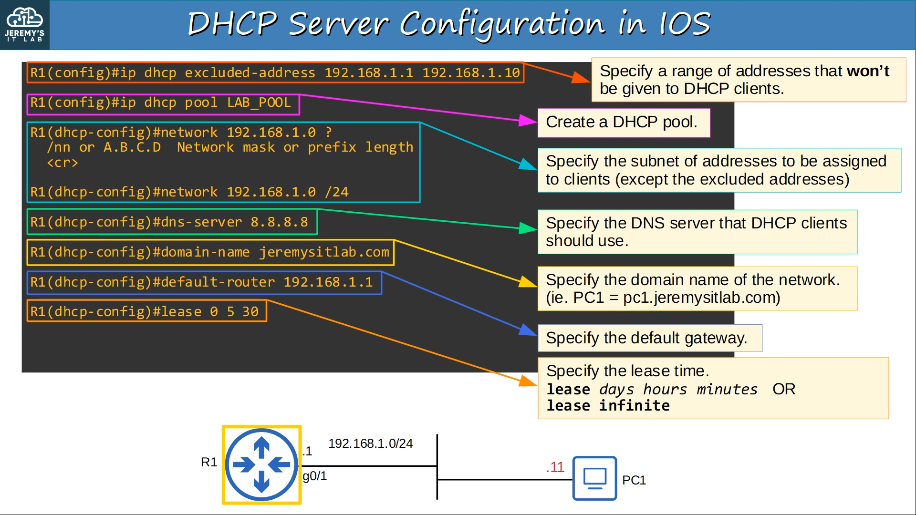 JEREMY'S
IT LAB
DHCP Server Configuration in IOS
R1(config)#ip dhcp excluded-address 192.168.1.1 192.168.1.10
Specify a range of addresses that won't
be given to DHCP clients.
R1(config)#ip dhcp pool LAB_POOL
Create a DHCP pool.
R1(dhcp-config)#network 192.168.1.0 ?
/nn or A.B.C.D  Network mask or prefix length
<cr>
R1(dhcp-config)#network 192.168.1.0 /24
Specify the subnet of addresses to be assigned
to clients (except the excluded addresses)
R1(dhcp-config)#dns-server 8.8.8.8
Specify the DNS server that DHCP clients
should use.
R1(dhcp-config)#domain-name jeremysitlab.com
Specify the domain name of the network.
(ie. PC1 = pc1.jeremysitlab.com)
R1(dhcp-config)#default-router 192.168.1.1
Specify the default gateway.
R1(dhcp-config)#lease 0 5 30
Specify the lease time.
lease days hours minutes OR
lease infinite
R1
.1
192.168.1.0/24
g0/1
.11
PC1